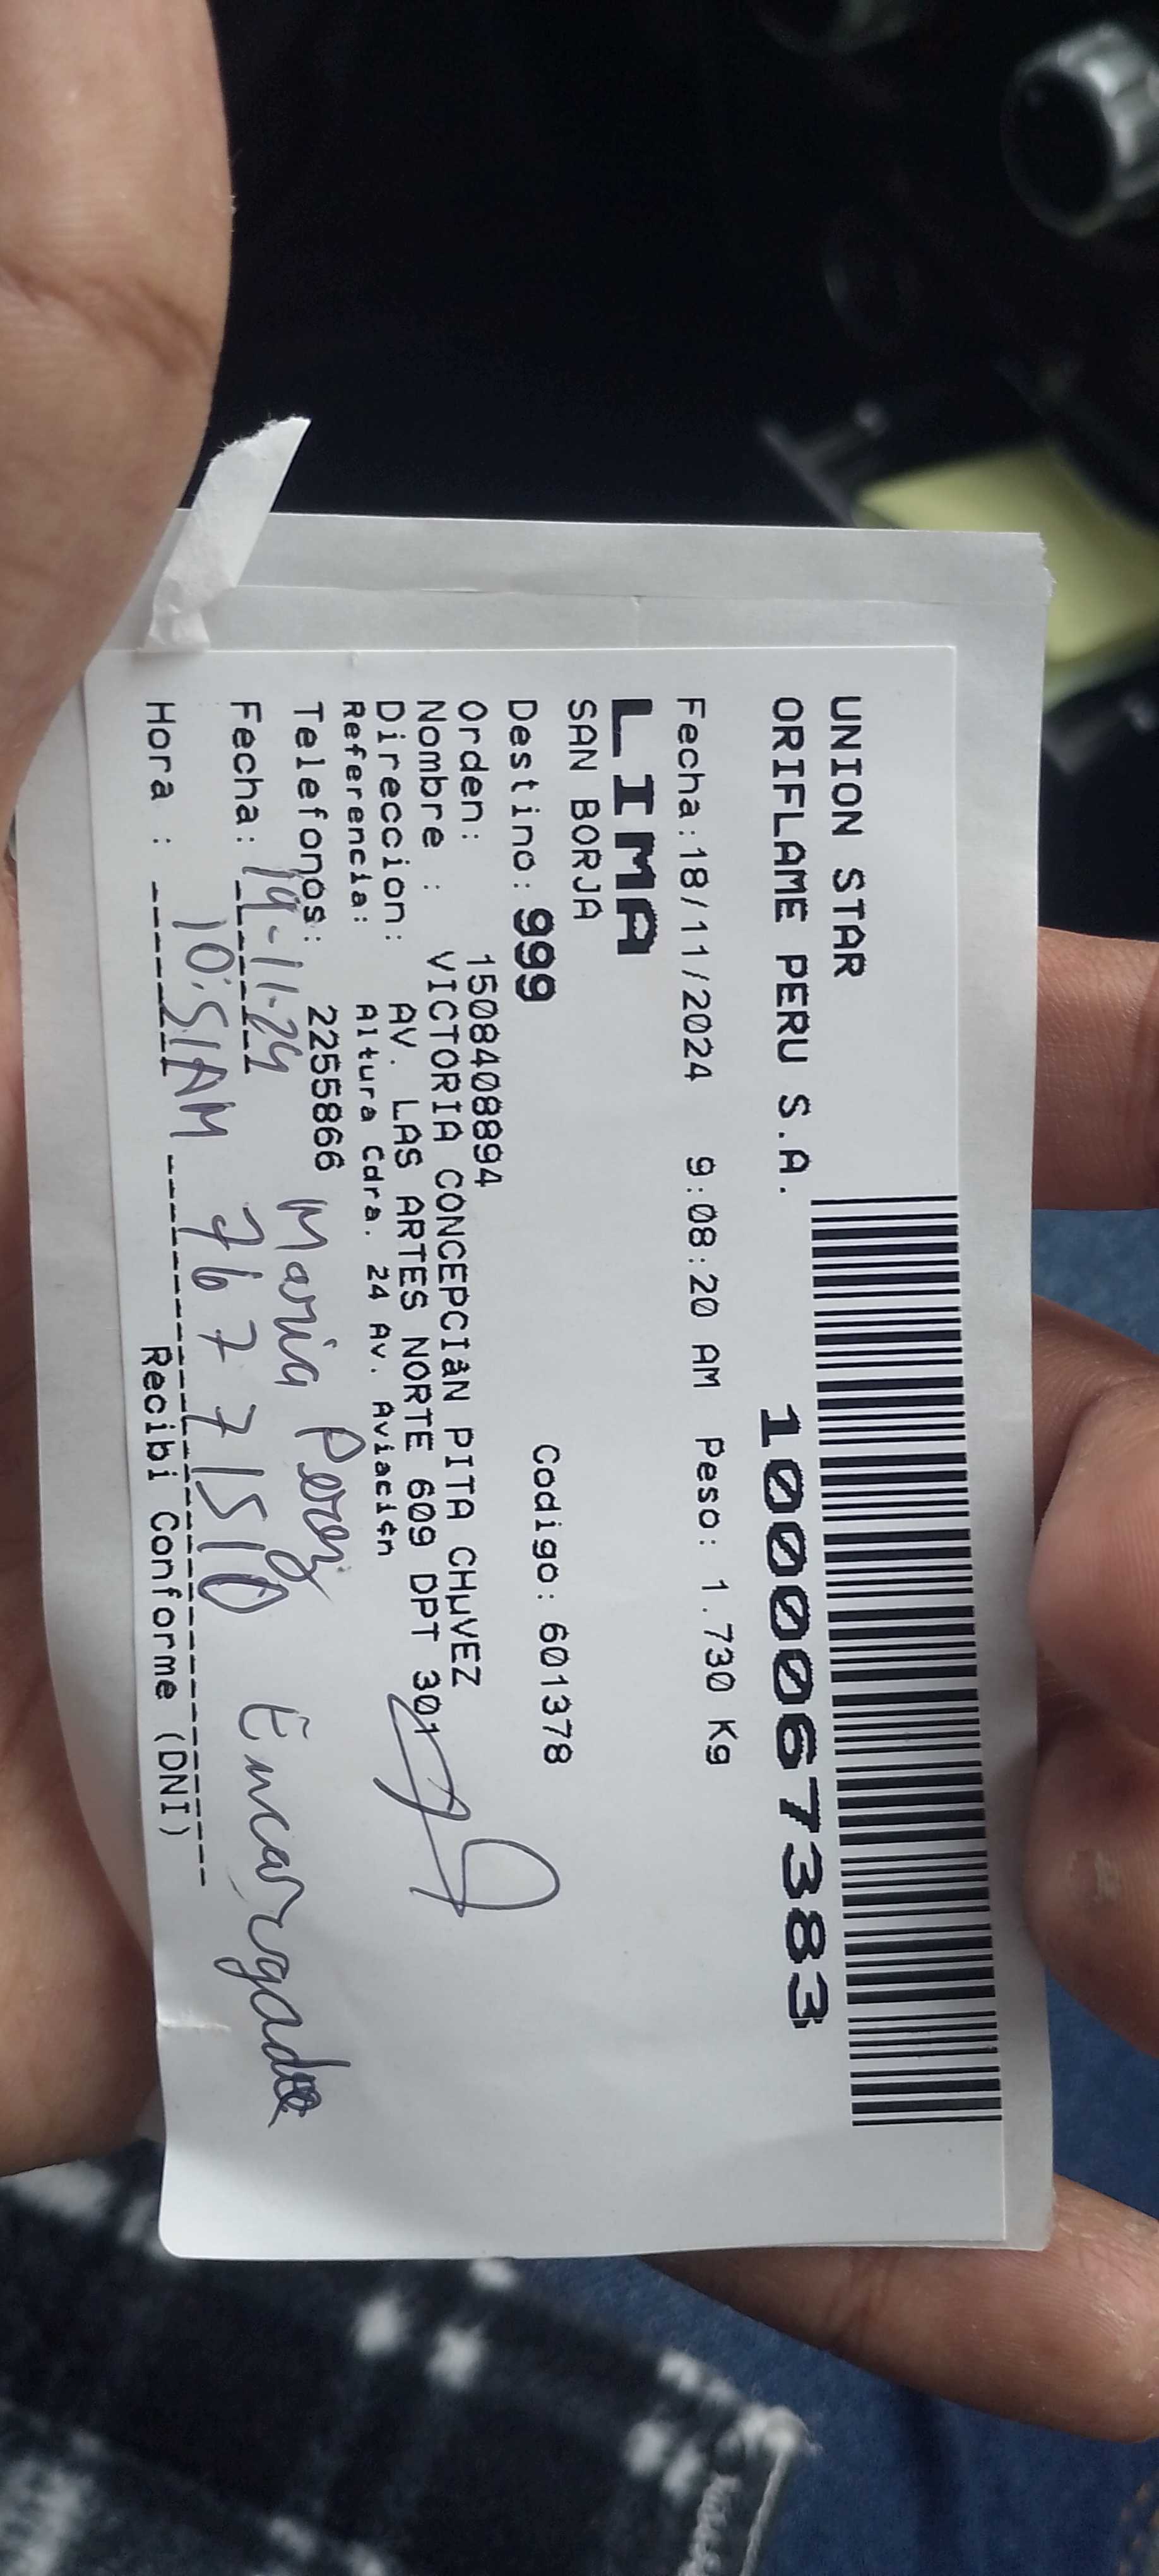 UNION STAR
ORIFLAME PERU S.A.
1000067383
Fecha:18/11/2024 9:08:20 AM Peso: 1.730 Kg
LIMA
SAN BORJA
Destino: 999 Codigo: 601378
Orden: 1508408894
Nombre : VICTORIA CONCEPCIàN PITA CHµVEZ
Direccion: AV. LAS ARTES NORTE 609 DPT 301
Referencia: Altura Cdra. 24 Av. Aviaci¢n
Telefonos: 2255866 Maria Perez
Fecha: 19-11-24 76771510 Encargada
Hora : 10:51AM
Recibi Conforme (DNI)